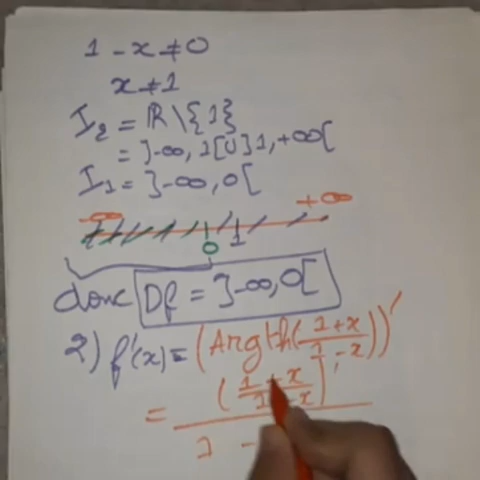 1 - x ≠ 0
x ≠ 1
I₂ = ℝ \ {1}
= ]-∞, 1[ U ]1, +∞[
I₁ = ]-∞, 0[
-∞ +∞
0 1
donc Df = ]-∞, 0[
2) f'(x) = (Argth((1+x)/(1-x)))'
= ((1+x)/(1-x))'
1 -